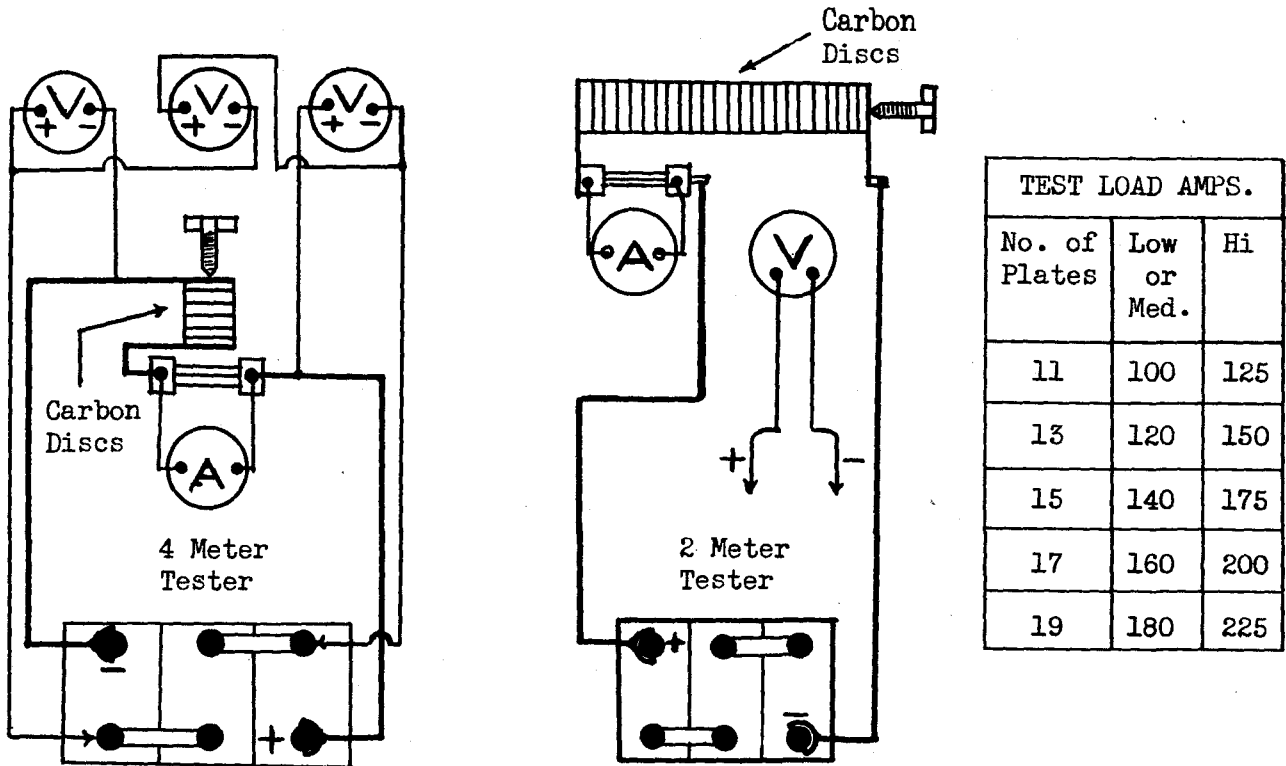 V
+ -
V
+ -
V
+ -
Carbon
Discs
A
4 Meter
Tester
-
+
Carbon
Discs
A
V
+
-
2 Meter
Tester
+
-
TEST LOAD AMPS.
No. of Plates Low or Med. Hi
11 100 125
13 120 150
15 140 175
17 160 200
19 180 225